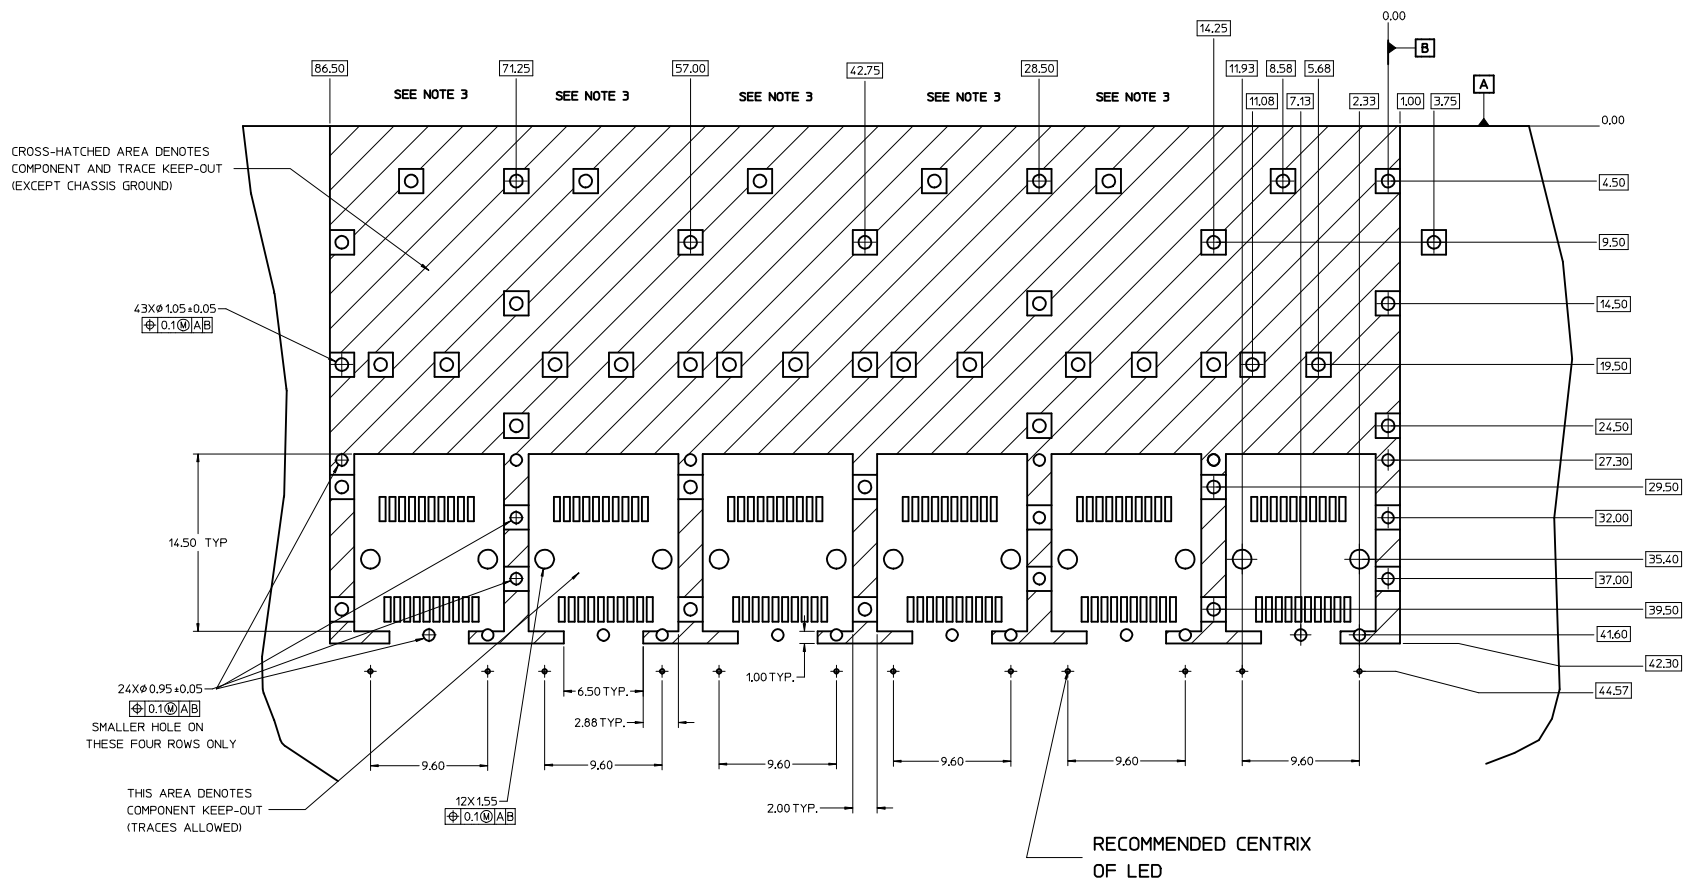 0.00
B
14.25
86.50
71.25
57.00
42.75
28.50
11.93
8.58
5.68
A
SEE NOTE 3
SEE NOTE 3
SEE NOTE 3
SEE NOTE 3
SEE NOTE 3
11.08
7.13
2.33
1.00
3.75
0.00
CROSS-HATCHED AREA DENOTES
COMPONENT AND TRACE KEEP-OUT
(EXCEPT CHASSIS GROUND)
4.50
9.50
14.50
43XØ1.05±0.05
⌖ 0.1Ⓜ A B
19.50
24.50
27.30
29.50
32.00
14.50 TYP
35.40
37.00
39.50
41.60
42.30
44.57
1.00 TYP.
24XØ0.95±0.05
⌖ 0.1Ⓜ A B
SMALLER HOLE ON
THESE FOUR ROWS ONLY
6.50 TYP.
2.88 TYP.
9.60
9.60
9.60
9.60
9.60
9.60
THIS AREA DENOTES
COMPONENT KEEP-OUT
(TRACES ALLOWED)
12X1.55
⌖ 0.1Ⓜ A B
2.00 TYP.
RECOMMENDED CENTRIX
OF LED